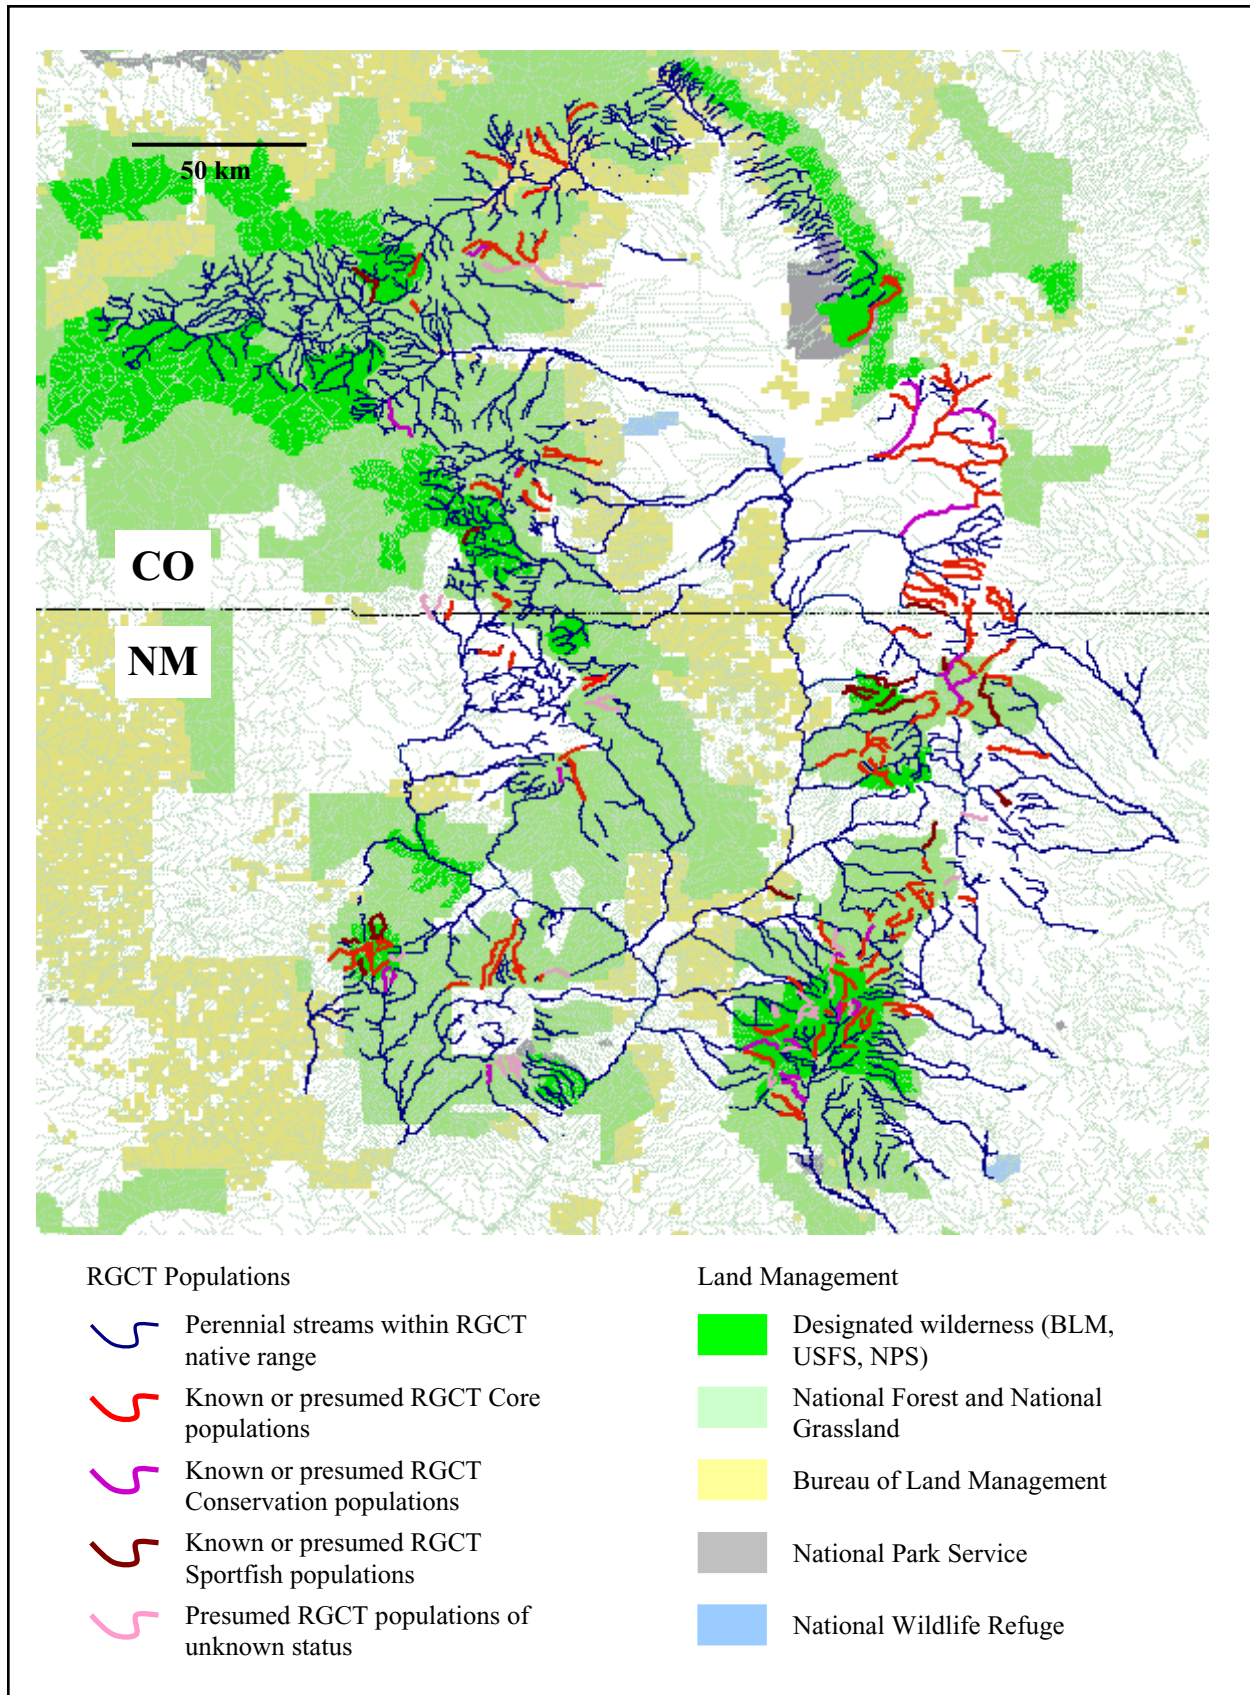 50 km
CO
NM
RGCT Populations
Perennial streams within RGCT
native range
Known or presumed RGCT Core
populations
Known or presumed RGCT
Conservation populations
Known or presumed RGCT
Sportfish populations
Presumed RGCT populations of
unknown status
Land Management
Designated wilderness (BLM,
USFS, NPS)
National Forest and National
Grassland
Bureau of Land Management
National Park Service
National Wildlife Refuge